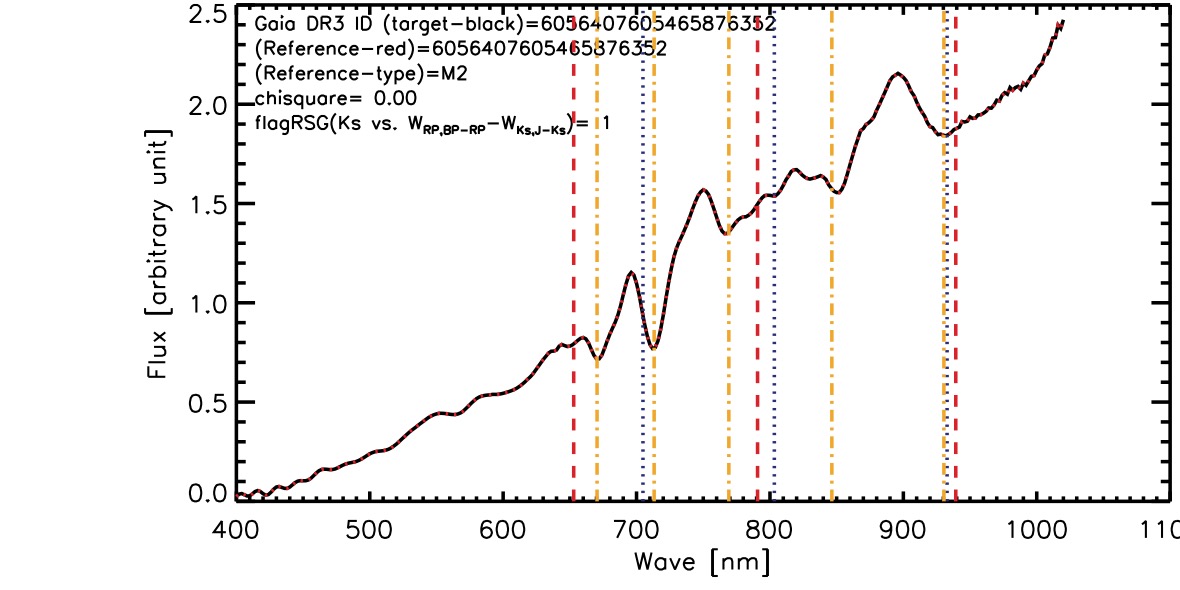 Gaia DR3 ID (target-black)=6056407605465876352
(Reference-red)=6056407605465876352
(Reference-type)=M2
chisquare= 0.00
flagRSG(Ks vs. W_RP,BP-RP-W_Ks,J-Ks)= 1
Flux [arbitrary unit]
2.5
2.0
1.5
1.0
0.5
0.0
400 500 600 700 800 900 1000 110
Wave [nm]